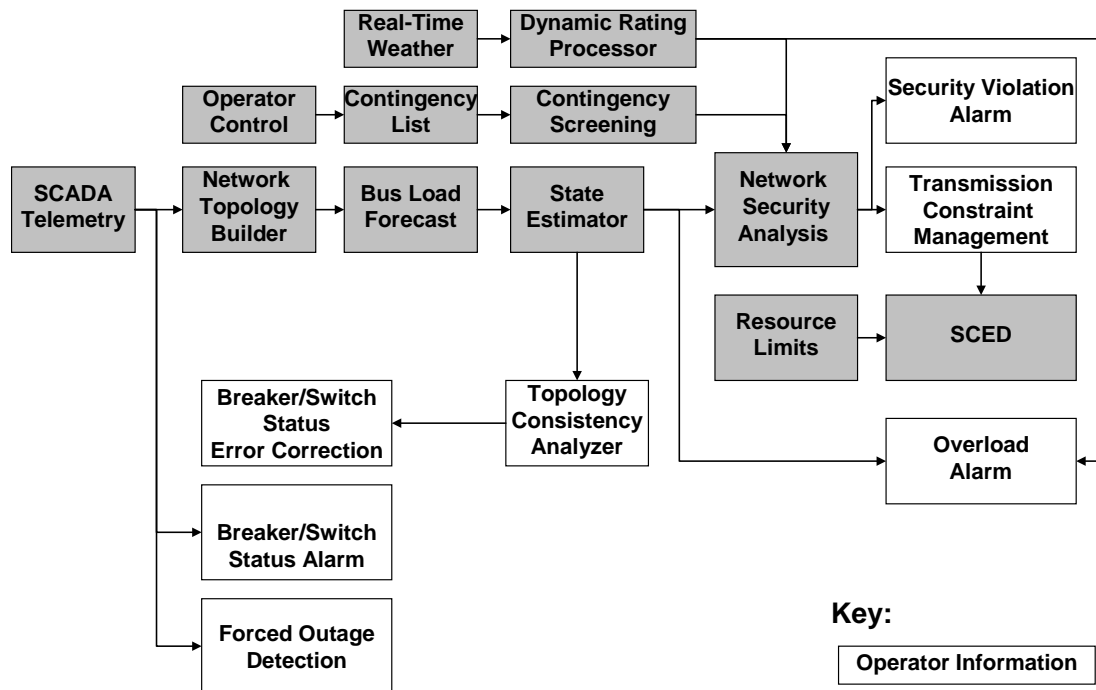 Real-Time
Weather
Dynamic Rating
Processor
Operator
Control
Contingency
List
Contingency
Screening
Security Violation
Alarm
SCADA
Telemetry
Network
Topology
Builder
Bus Load
Forecast
State
Estimator
Network
Security
Analysis
Transmission
Constraint
Management
Resource
Limits
SCED
Breaker/Switch
Status
Error Correction
Topology
Consistency
Analyzer
Overload
Alarm
Breaker/Switch
Status Alarm
Forced Outage
Detection
Key:
Operator Information